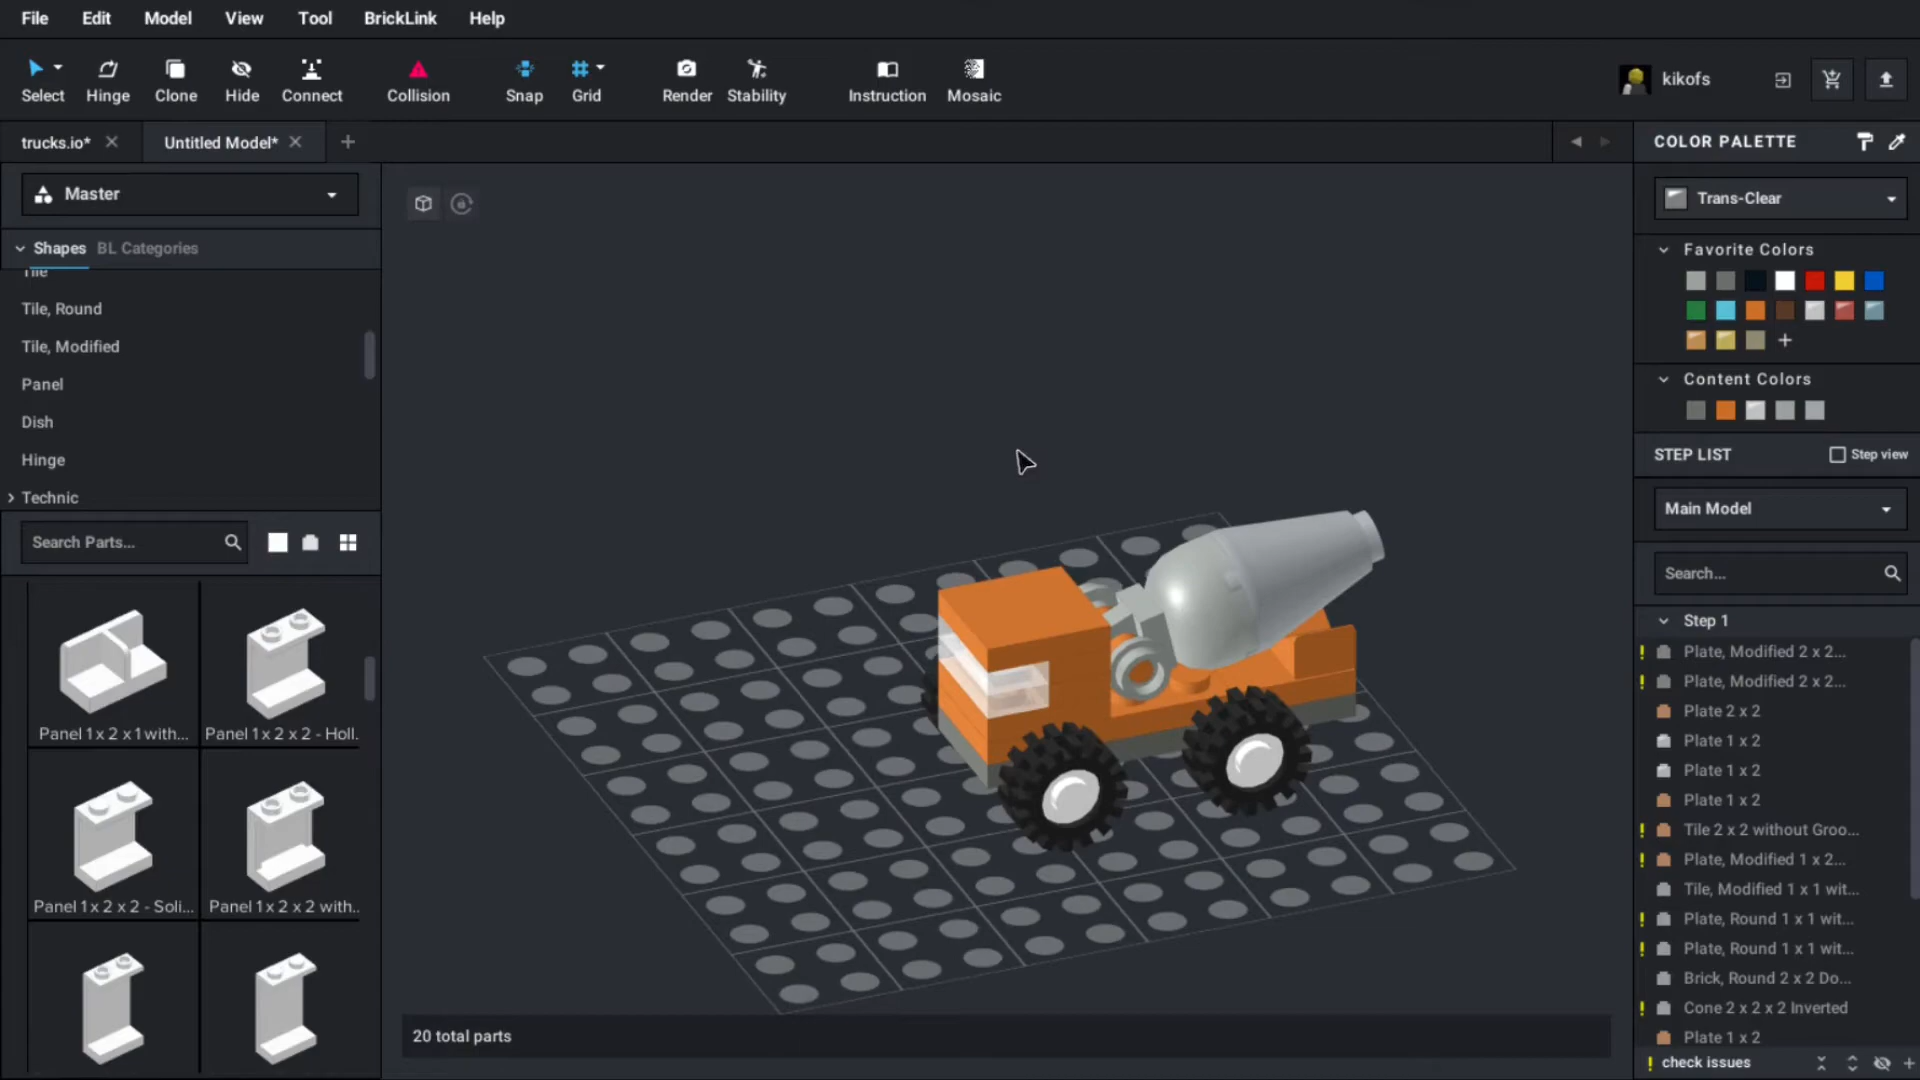 File Edit Model View Tool BrickLink Help
Select Hinge Clone Hide Connect Collision Snap Grid Render Stability Instruction Mosaic
kikofs
trucks.io* Untitled Model*
Master
Shapes BL Categories
Tile
Tile, Round
Tile, Modified
Panel
Dish
Hinge
Technic
Search Parts...
Panel 1 x 2 x 1 with... Panel 1 x 2 x 2 - Holl.
Panel 1 x 2 x 2 - Soli... Panel 1 x 2 x 2 with..
20 total parts
COLOR PALETTE
Trans-Clear
Favorite Colors
Content Colors
STEP LIST Step view
Main Model
Search...
Step 1
! Plate, Modified 2 x 2...
! Plate, Modified 2 x 2...
Plate 2 x 2
Plate 1 x 2
Plate 1 x 2
Plate 1 x 2
! Tile 2 x 2 without Groo...
! Plate, Modified 1 x 2...
Tile, Modified 1 x 1 wit...
! Plate, Round 1 x 1 wit...
! Plate, Round 1 x 1 wit...
Brick, Round 2 x 2 Do...
! Cone 2 x 2 x 2 Inverted
Plate 1 x 2
! check issues